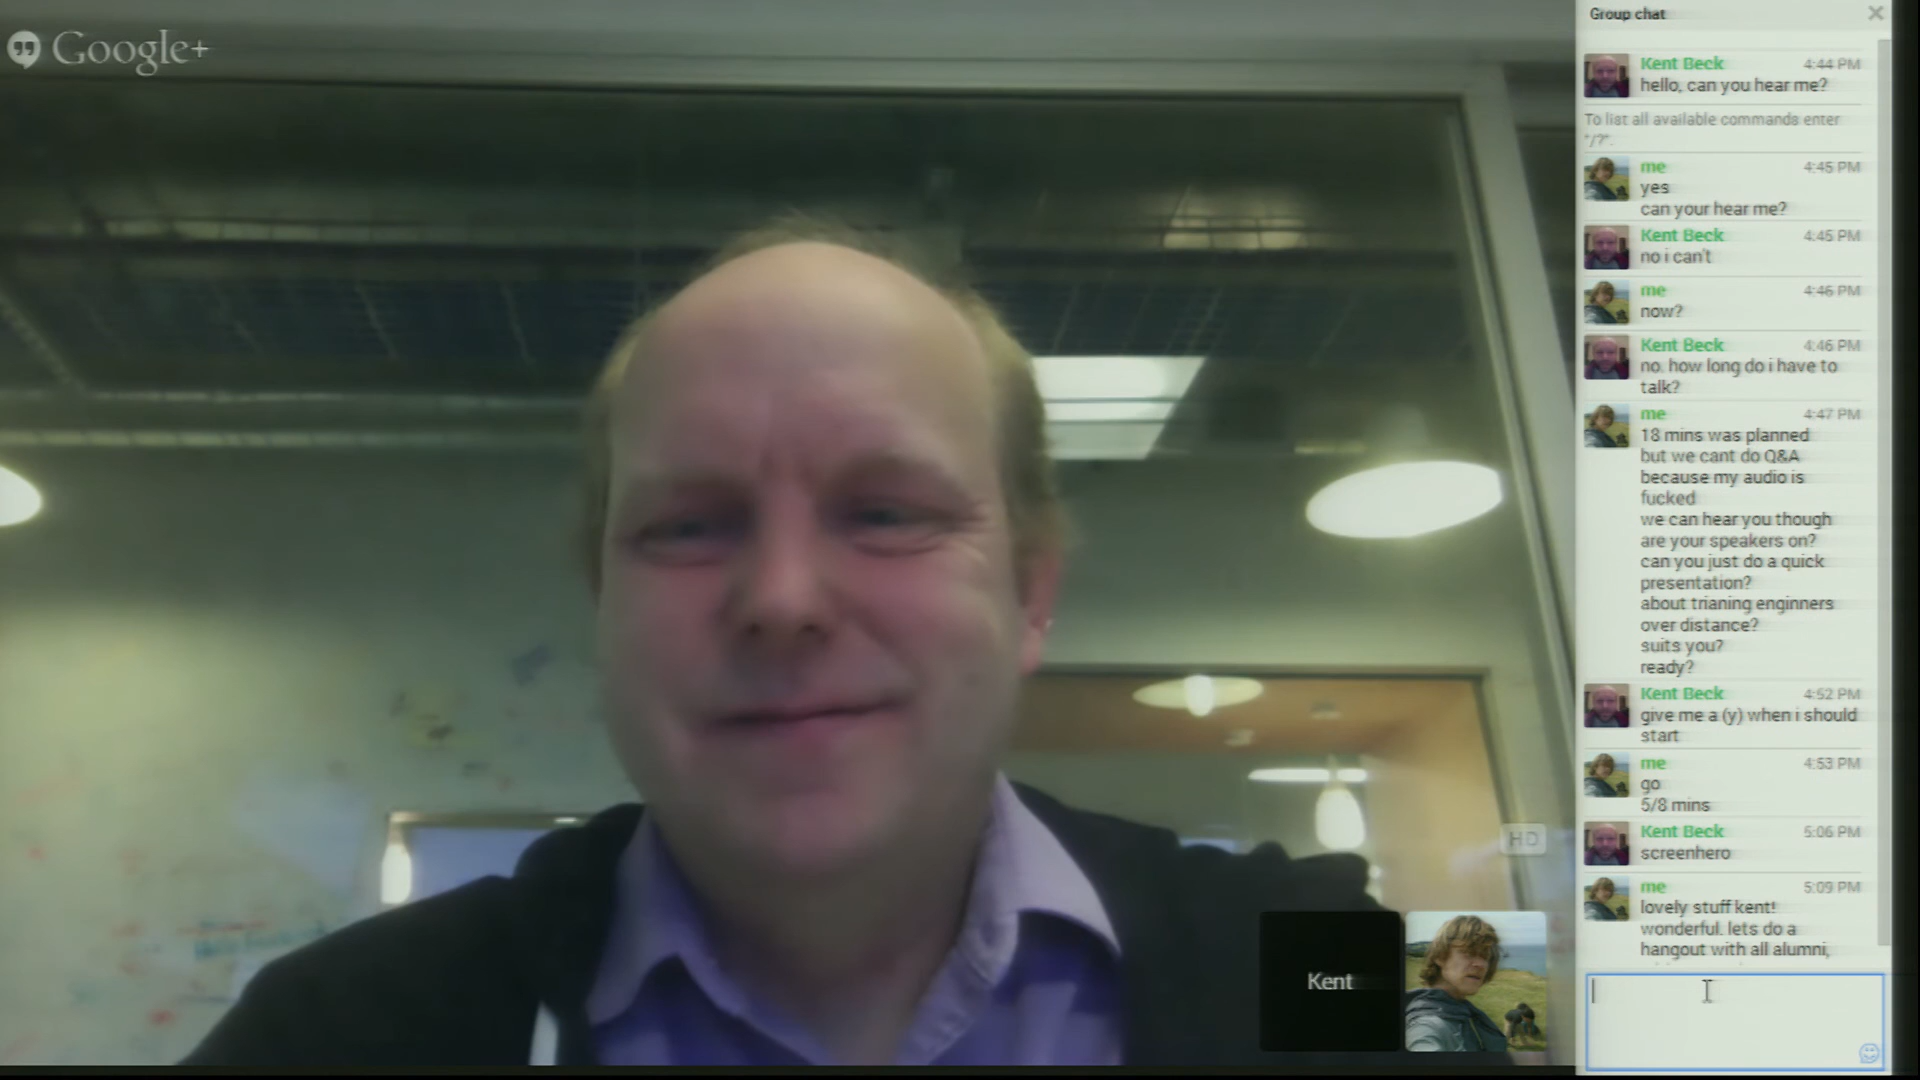 Google+
Group chat
Kent Beck 4:44 PM
hello, can you hear me?
To list all available commands enter
"/?".
me 4:45 PM
yes
can your hear me?
Kent Beck 4:45 PM
no i can't
me 4:46 PM
now?
Kent Beck 4:46 PM
no. how long do i have to
talk?
me 4:47 PM
18 mins was planned
but we cant do Q&A
because my audio is
fucked
we can hear you though
are your speakers on?
can you just do a quick
presentation?
about trianing enginners
over distance?
suits you?
ready?
Kent Beck 4:52 PM
give me a (y) when i should
start
me 4:53 PM
go
5/8 mins
Kent Beck 5:06 PM
screenhero
me 5:09 PM
lovely stuff kent!
wonderful. lets do a
hangout with all alumni,
HD
Kent